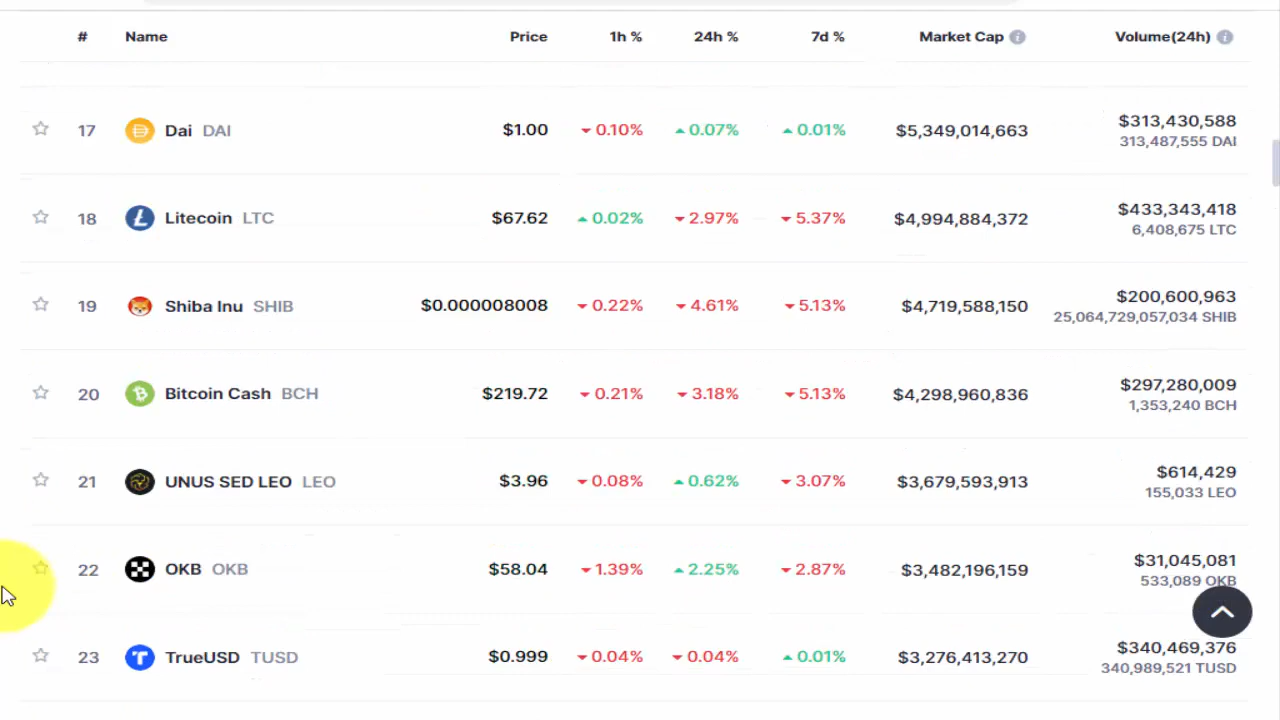 # Name Price 1h % 24h % 7d % Market Cap Volume(24h)
17 Dai DAI $1.00 0.10% 0.07% 0.01% $5,349,014,663 $313,430,588
313,487,555 DAI
18 Litecoin LTC $67.62 0.02% 2.97% 5.37% $4,994,884,372 $433,343,418
6,408,675 LTC
19 Shiba Inu SHIB $0.000008008 0.22% 4.61% 5.13% $4,719,588,150 $200,600,963
25,064,729,057,034 SHIB
20 Bitcoin Cash BCH $219.72 0.21% 3.18% 5.13% $4,298,960,836 $297,280,009
1,353,240 BCH
21 UNUS SED LEO LEO $3.96 0.08% 0.62% 3.07% $3,679,593,913 $614,429
155,033 LEO
22 OKB OKB $58.04 1.39% 2.25% 2.87% $3,482,196,159 $31,045,081
533,089 OKB
23 TrueUSD TUSD $0.999 0.04% 0.04% 0.01% $3,276,413,270 $340,469,376
340,989,521 TUSD